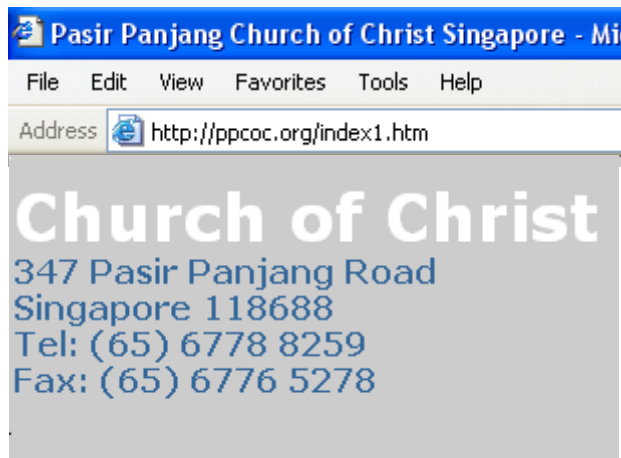 Pasir Panjang Church of Christ Singapore - Mi
File Edit View Favorites Tools Help
Address http://ppcoc.org/index1.htm
Church of Christ
347 Pasir Panjang Road
Singapore 118688
Tel: (65) 6778 8259
Fax: (65) 6776 5278
.